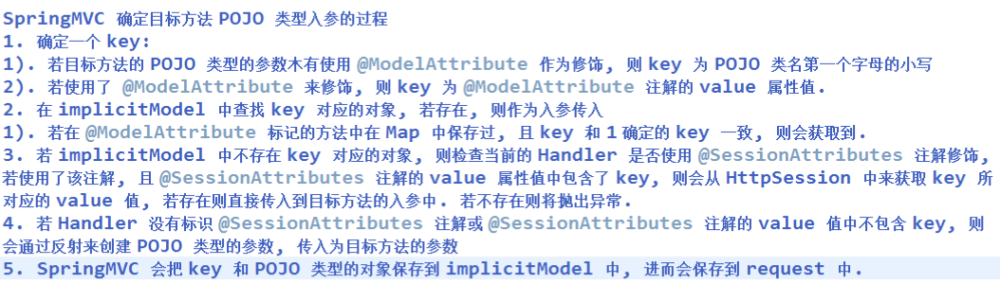 SpringMVC 确定目标方法 POJO 类型入参的过程
1. 确定一个 key:
1). 若目标方法的 POJO 类型的参数木有使用 @ModelAttribute 作为修饰, 则 key 为 POJO 类名第一个字母的小写
2). 若使用了 @ModelAttribute 来修饰, 则 key 为 @ModelAttribute 注解的 value 属性值.
2. 在 implicitModel 中查找 key 对应的对象, 若存在, 则作为入参传入
1). 若在 @ModelAttribute 标记的方法中在 Map 中保存过, 且 key 和 1 确定的 key 一致, 则会获取到.
3. 若 implicitModel 中不存在 key 对应的对象, 则检查当前的 Handler 是否使用 @SessionAttributes 注解修饰,
若使用了该注解, 且 @SessionAttributes 注解的 value 属性值中包含了 key, 则会从 HttpSession 中来获取 key 所
对应的 value 值, 若存在则直接传入到目标方法的入参中. 若不存在则将抛出异常.
4. 若 Handler 没有标识 @SessionAttributes 注解或 @SessionAttributes 注解的 value 值中不包含 key, 则
会通过反射来创建 POJO 类型的参数, 传入为目标方法的参数
5. SpringMVC 会把 key 和 POJO 类型的对象保存到 implicitModel 中, 进而会保存到 request 中.